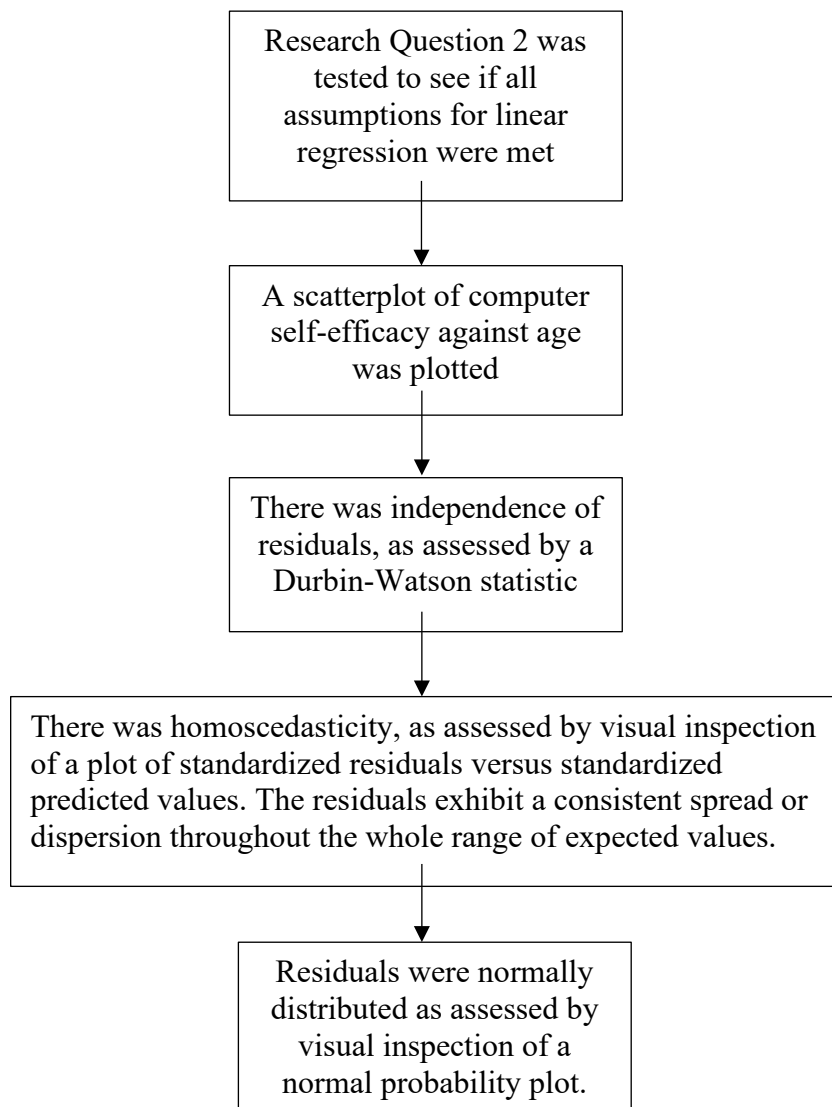 Research Question 2 was
tested to see if all
assumptions for linear
regression were met
A scatterplot of computer
self-efficacy against age
was plotted
There was independence of
residuals, as assessed by a
Durbin-Watson statistic
There was homoscedasticity, as assessed by visual inspection
of a plot of standardized residuals versus standardized
predicted values. The residuals exhibit a consistent spread or
dispersion throughout the whole range of expected values.
Residuals were normally
distributed as assessed by
visual inspection of a
normal probability plot.